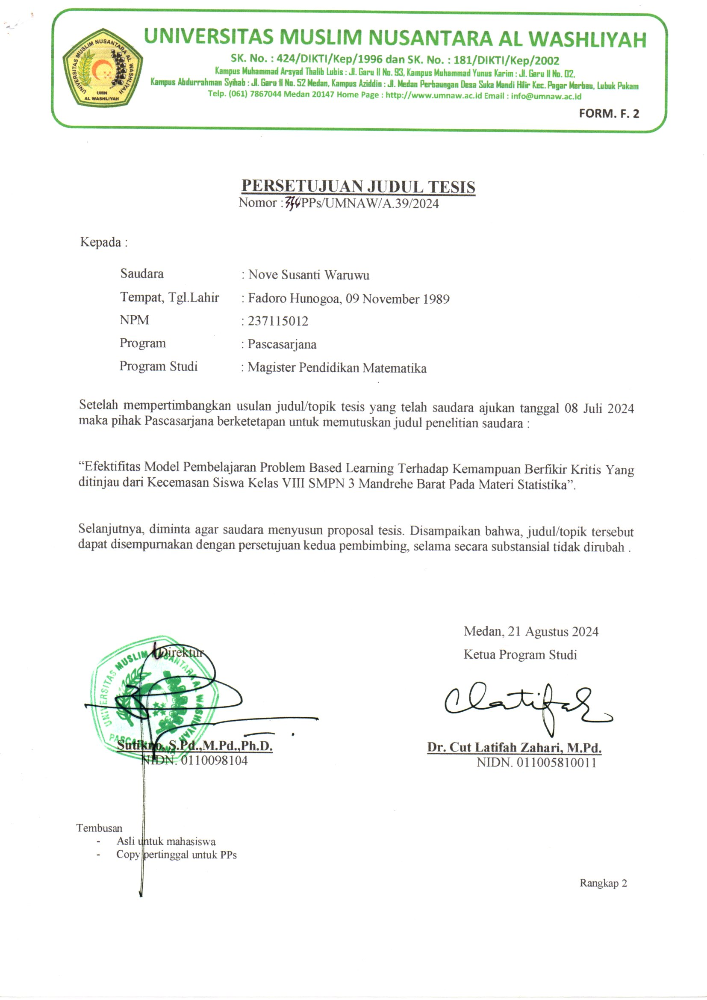 UNIVERSITAS MUSLIM NUSANTARA AL WASHLIYAH
UMN
AL WASHLIYAH
UNIVERSITAS MUSLIM NUSANTARA AL WASHLIYAH
SK. No. : 424/DIKTI/Kep/1996 dan SK. No. : 181/DIKTI/Kep/2002
Kampus Muhammad Arsyad Thalib Lubis : Jl. Garu II No. 93, Kampus Muhammad Yunus Karim : Jl. Garu II No. 02,
Kampus Abdurrahman Syihab : Jl. Garu II No. 52 Medan, Kampus Aziddin : Jl. Medan Perbaungan Desa Suka Mandi Hilir Kec. Pagar Merbau, Lubuk Pakam
Telp. (061) 7867044 Medan 20147 Home Page : http://www.umnaw.ac.id Email : info@umnaw.ac.id
FORM. F. 2
PERSETUJUAN JUDUL TESIS
Nomor : PPs/UMNAW/A.39/2024
Kepada :
Saudara : Nove Susanti Waruwu
Tempat, Tgl.Lahir : Fadoro Hunogoa, 09 November 1989
NPM : 237115012
Program : Pascasarjana
Program Studi : Magister Pendidikan Matematika
Setelah mempertimbangkan usulan judul/topik tesis yang telah saudara ajukan tanggal 08 Juli 2024
maka pihak Pascasarjana berketetapan untuk memutuskan judul penelitian saudara :
“Efektifitas Model Pembelajaran Problem Based Learning Terhadap Kemampuan Berfikir Kritis Yang
ditinjau dari Kecemasan Siswa Kelas VIII SMPN 3 Mandrehe Barat Pada Materi Statistika”.
Selanjutnya, diminta agar saudara menyusun proposal tesis. Disampaikan bahwa, judul/topik tersebut
dapat disempurnakan dengan persetujuan kedua pembimbing, selama secara substansial tidak dirubah .
Medan, 21 Agustus 2024
Direktur
Ketua Program Studi
UNIVERSITAS MUSLIM NUSANTARA AL WASHLIYAH
PASCASARJANA
Clatifah
Sutikno, S.Pd.,M.Pd.,Ph.D.
NIDN. 0110098104
Dr. Cut Latifah Zahari, M.Pd.
NIDN. 011005810011
Tembusan
- Asli untuk mahasiswa
- Copy pertinggal untuk PPs
Rangkap 2